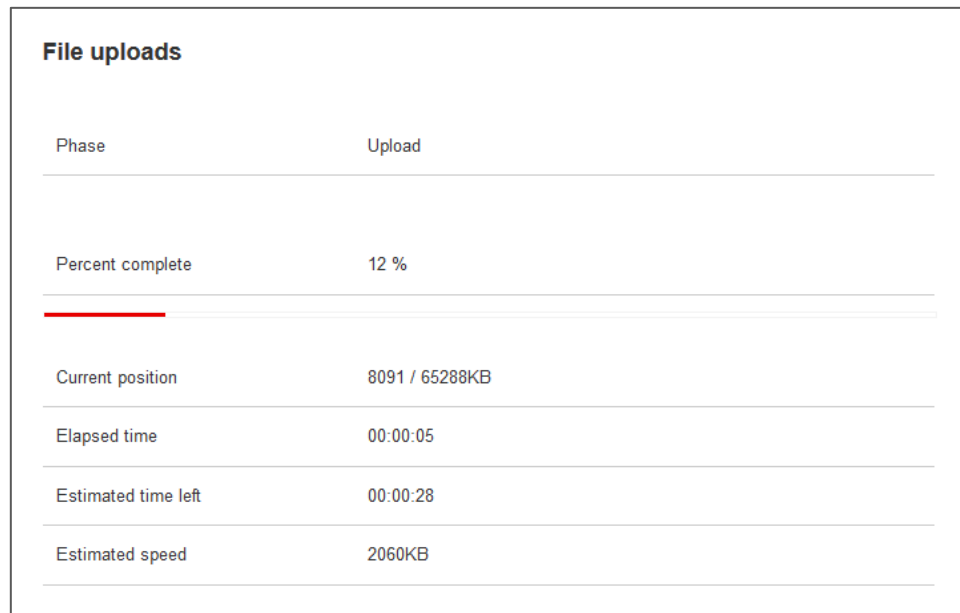 File uploads
Phase Upload
Percent complete 12 %
Current position 8091 / 65288KB
Elapsed time 00:00:05
Estimated time left 00:00:28
Estimated speed 2060KB